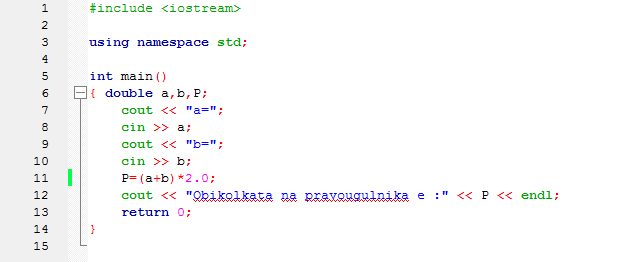 1 #include <iostream>
2
3 using namespace std;
4
5 int main()
6 { double a,b,P;
7 cout << "a=";
8 cin >> a;
9 cout << "b=";
10 cin >> b;
11 P=(a+b)*2.0;
12 cout << "Obikolkata na pravougulnika e :" << P << endl;
13 return 0;
14 }
15